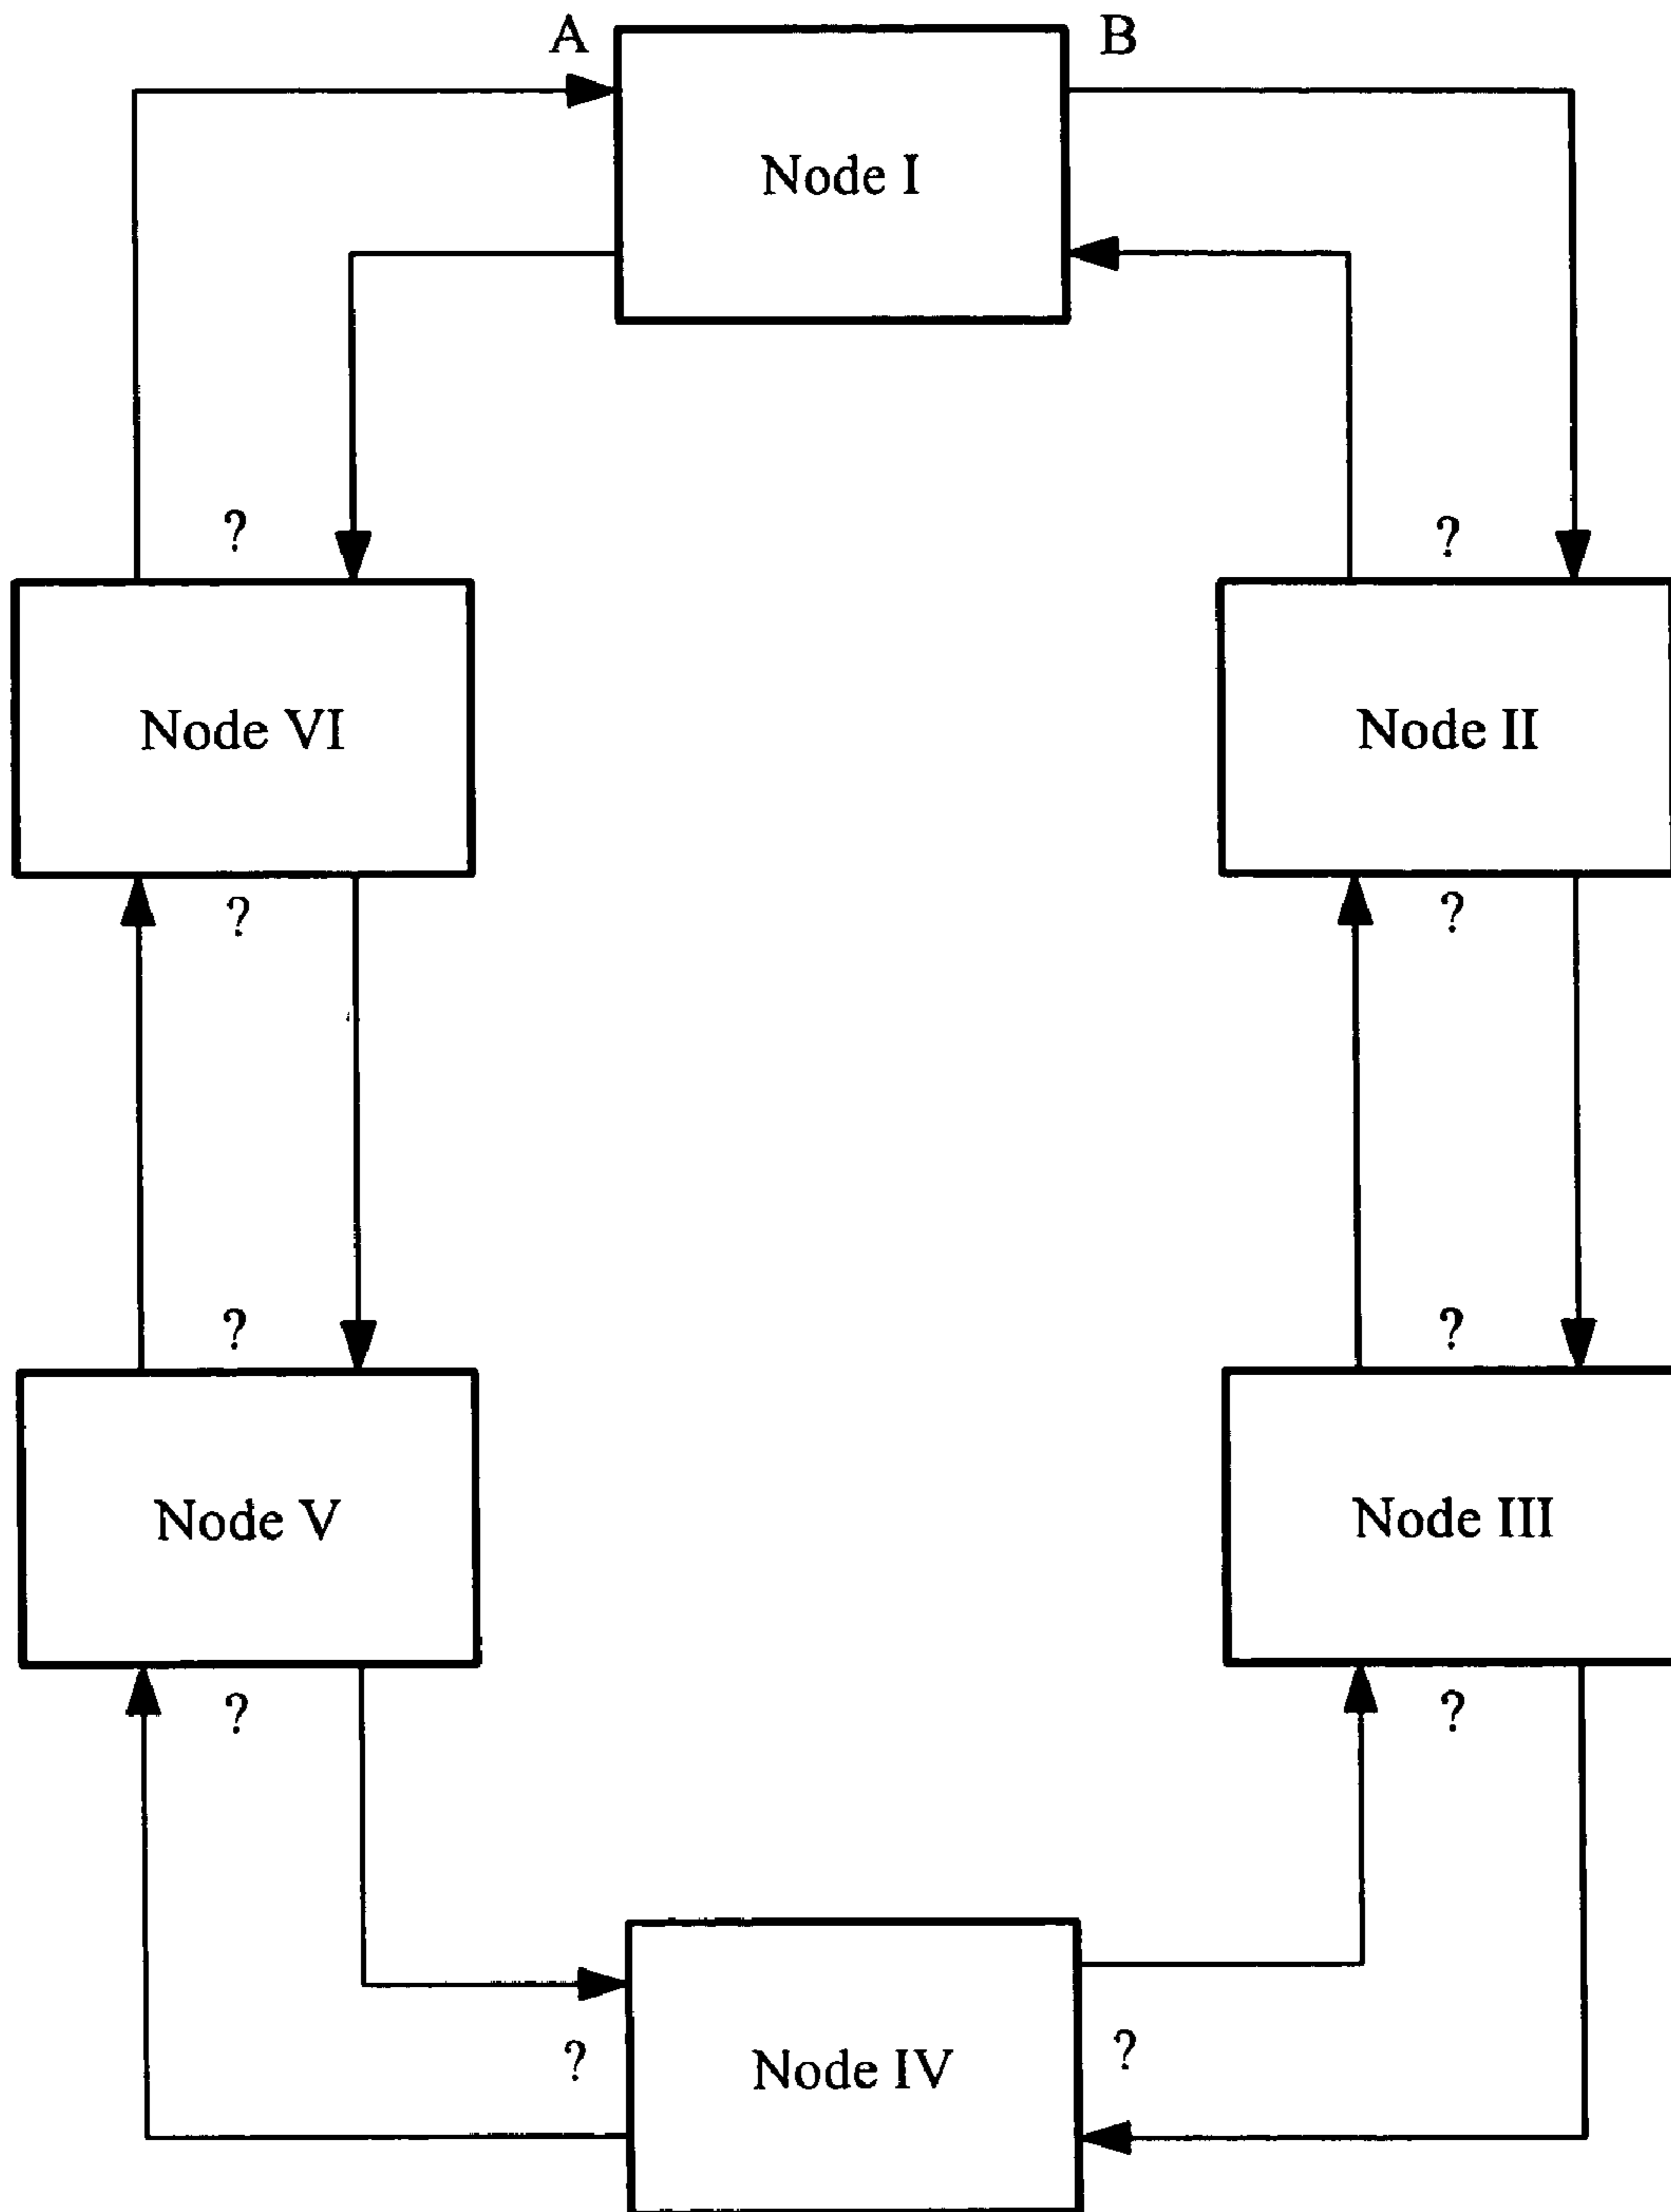 A B
Node I
? ?
Node VI Node II
? ?
? ?
Node V Node III
? ?
? ?
Node IV